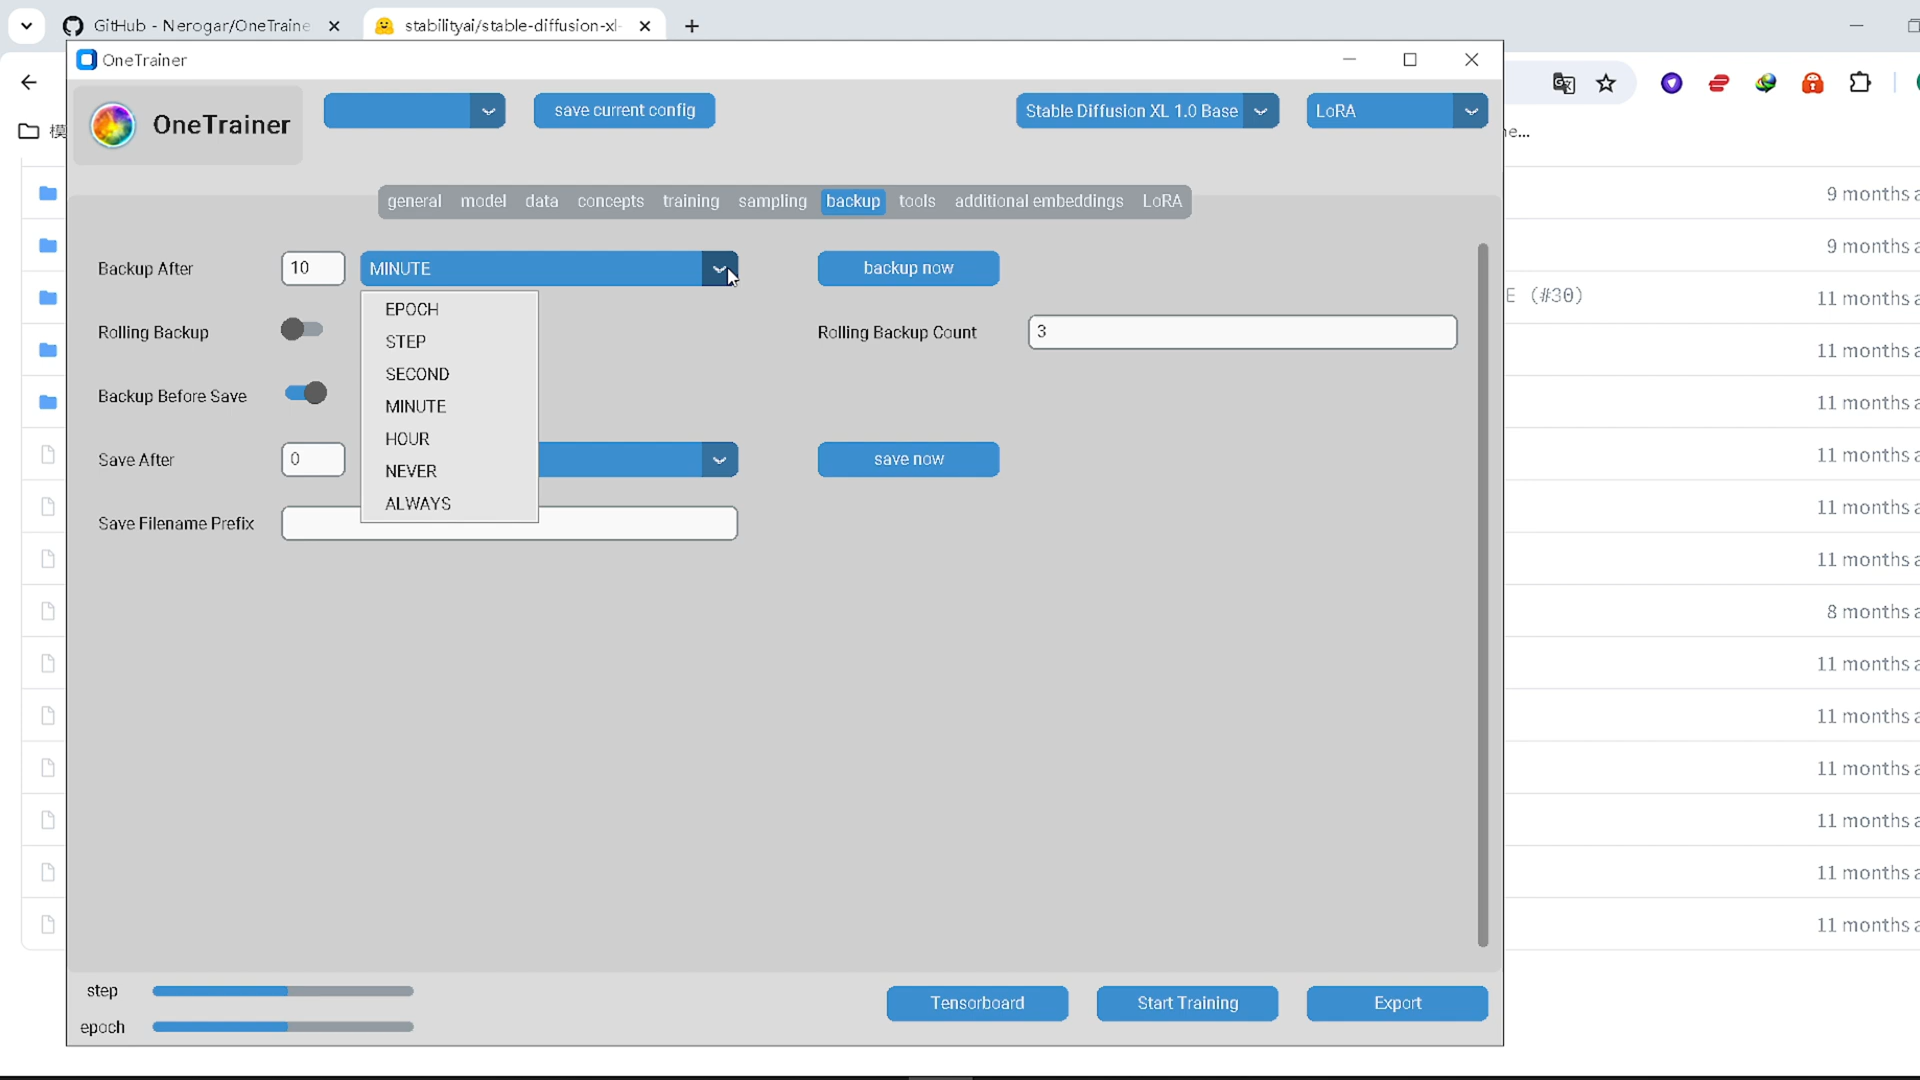 GitHub - Nerogar/OneTraine
stabilityai/stable-diffusion-xl-
OneTrainer
OneTrainer
save current config
Stable Diffusion XL 1.0 Base
LoRA
模
ne...
general model data concepts training sampling backup tools additional embeddings LoRA
9 months a
Backup After 10 MINUTE backup now
9 months a
EPOCH
E (#30)
11 months a
Rolling Backup
STEP
Rolling Backup Count 3
11 months a
SECOND
Backup Before Save
MINUTE
11 months a
HOUR
Save After 0
save now
11 months a
NEVER
ALWAYS
11 months a
Save Filename Prefix
11 months a
8 months a
11 months a
11 months a
11 months a
11 months a
11 months a
11 months a
step
epoch
Tensorboard
Start Training
Export